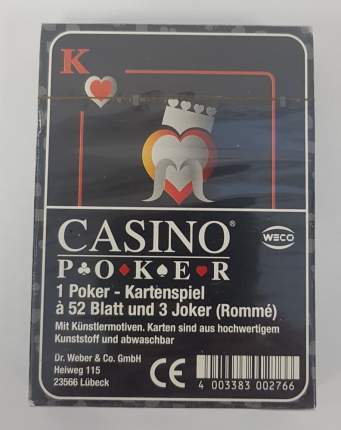 K
CASINO®
POKER
WECO
1 Poker - Kartenspiel
à 52 Blatt und 3 Joker (Rommé)
Mit Künstlermotiven. Karten sind aus hochwertigem
Kunststoff und abwaschbar
Dr. Weber & Co. GmbH
Heiweg 115
23566 Lübeck
CE
4 003383 002766